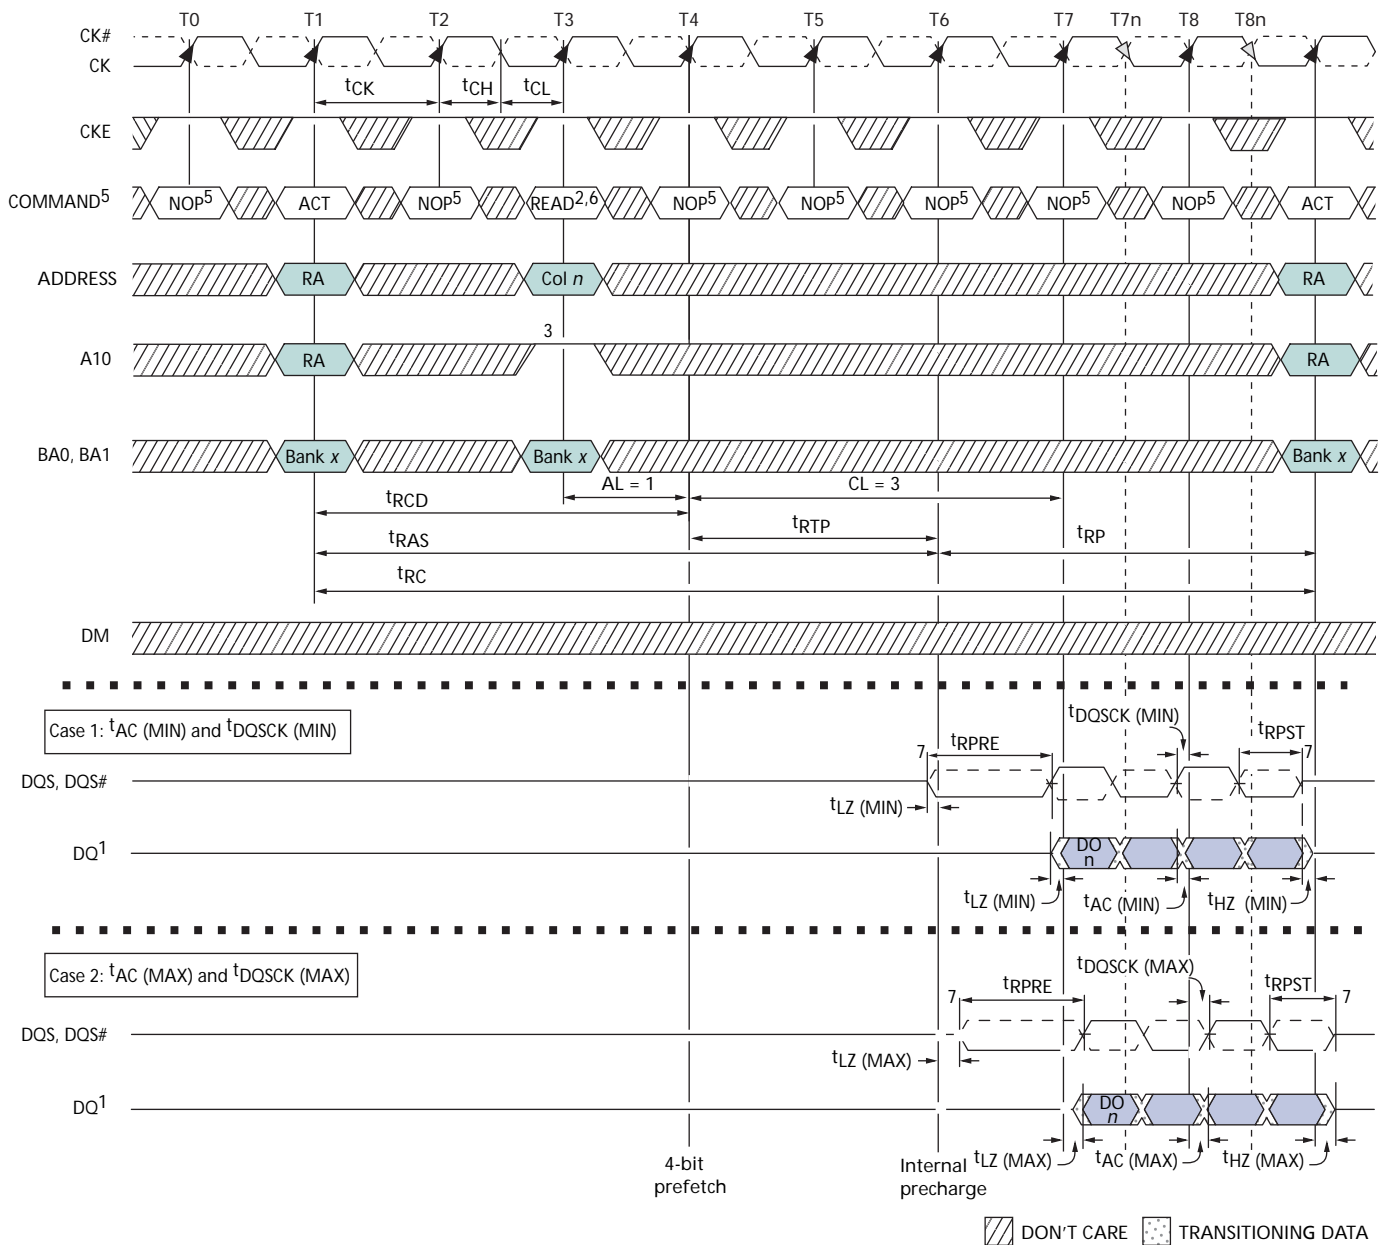 T0 T1 T2 T3 T4 T5 T6 T7 T7n T8 T8n
CK#
CK
tCK tCH tCL
CKE
COMMAND5 NOP5 ACT NOP5 READ2,6 NOP5 NOP5 NOP5 NOP5 NOP5 ACT
ADDRESS RA Col n RA
3
A10 RA RA
BA0, BA1 Bank x Bank x Bank x
AL = 1 CL = 3
tRCD
tRTP
tRAS tRP
tRC
DM
Case 1: tAC (MIN) and tDQSCK (MIN)
tDQSCK (MIN)
7 tRPRE tRPST 7
DQS, DQS#
tLZ (MIN)
DQ1 DO n
tLZ (MIN) tAC (MIN) tHZ (MIN)
Case 2: tAC (MAX) and tDQSCK (MAX)
tDQSCK (MAX)
7 tRPRE tRPST 7
DQS, DQS#
tLZ (MAX)
DQ1 DO n
tLZ (MAX) tAC (MAX) tHZ (MAX)
4-bit
prefetch
Internal
precharge
DON'T CARE TRANSITIONING DATA